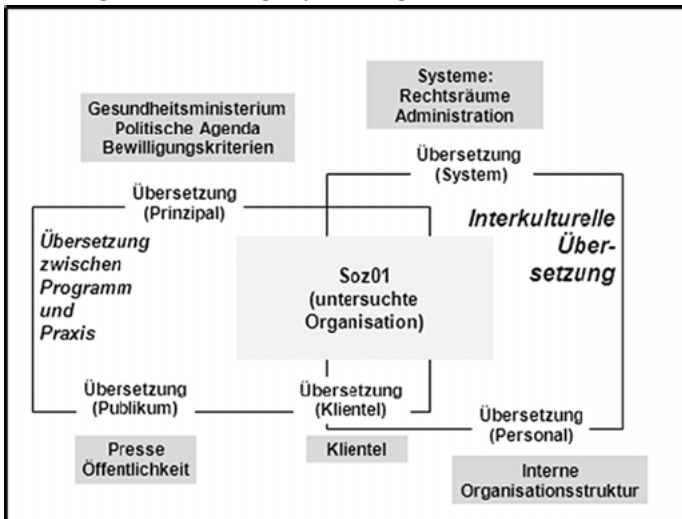 Systeme:
Rechtsräume
Administration
Gesundheitsministerium
Politische Agenda
Bewilligungskriterien
Übersetzung
(System)
Übersetzung
(Prinzipal)
Übersetzung
zwischen
Programm
und
Praxis
Interkulturelle
Über-
setzung
Soz01
(untersuchte
Organisation)
Übersetzung
(Publikum)
Übersetzung
(Klientel)
Übersetzung
(Personal)
Presse
Öffentlichkeit
Klientel
Interne
Organisationsstruktur